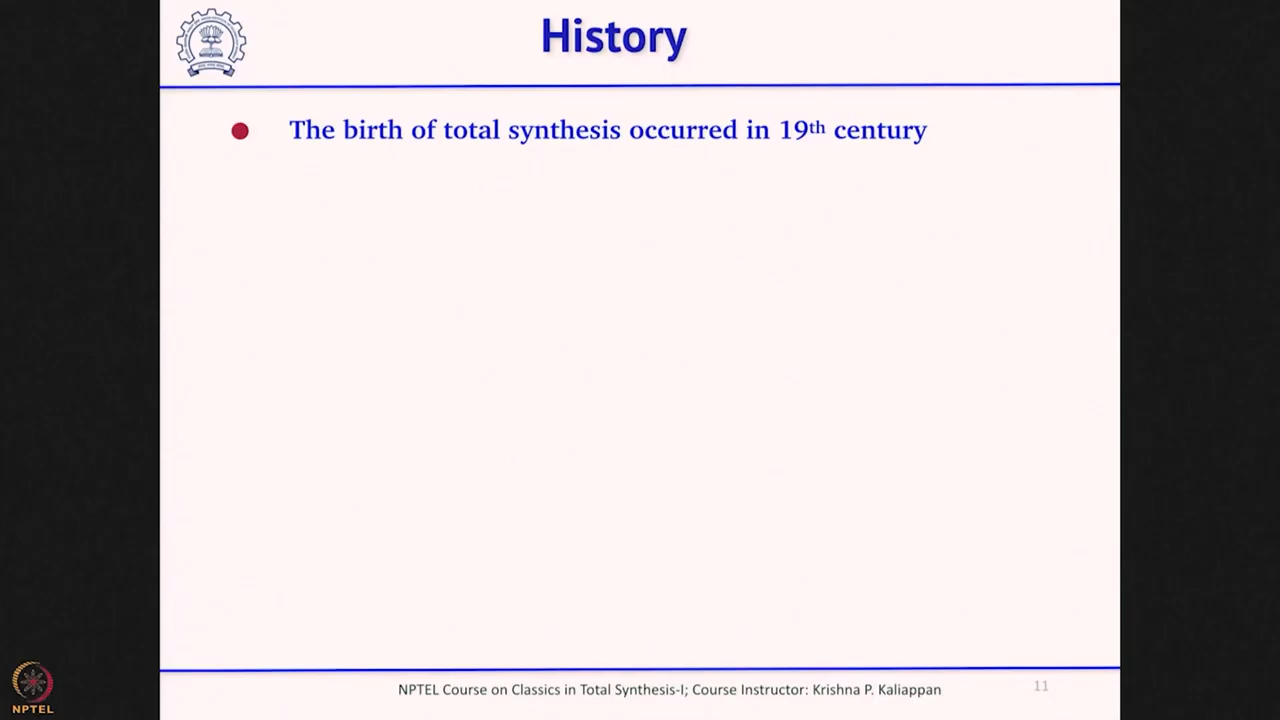 History
The birth of total synthesis occurred in 19th century
NPTEL Course on Classics in Total Synthesis-I; Course Instructor: Krishna P. Kaliappan
11
NPTEL